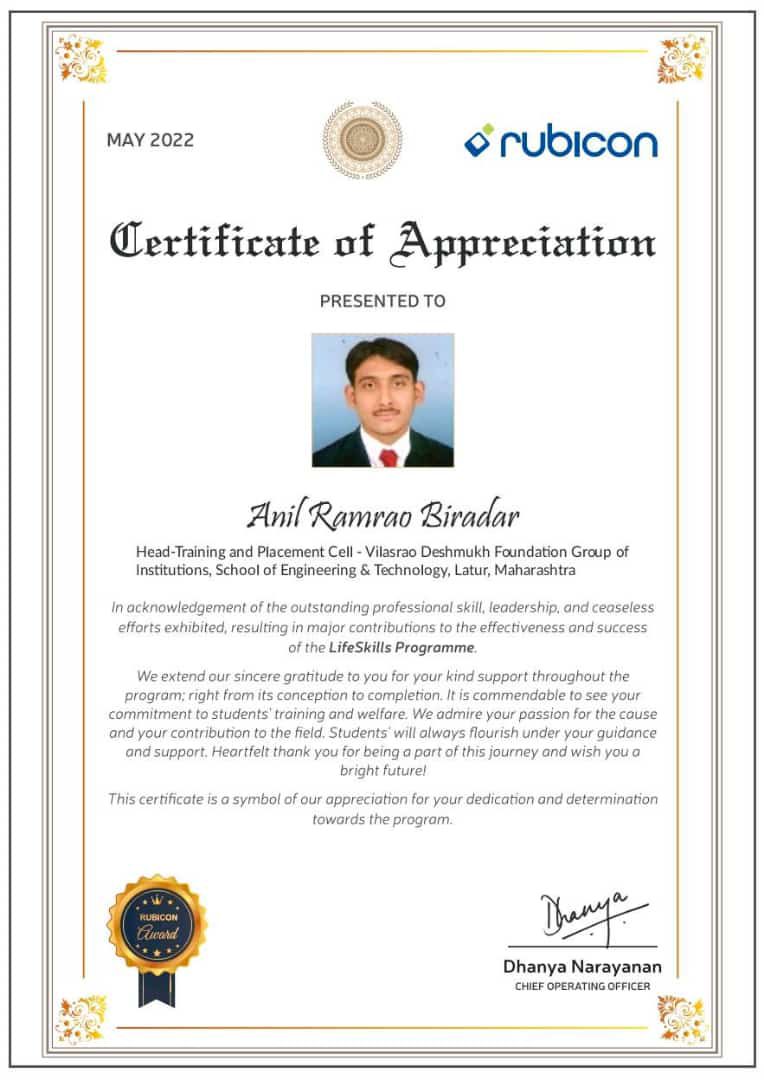 MAY 2022
rubicon
Certificate of Appreciation
PRESENTED TO
Anil Ramrao Biradar
Head-Training and Placement Cell - Vilasrao Deshmukh Foundation Group of
Institutions, School of Engineering & Technology, Latur, Maharashtra
In acknowledgement of the outstanding professional skill, leadership, and ceaseless
efforts exhibited, resulting in major contributions to the effectiveness and success
of the LifeSkills Programme.
We extend our sincere gratitude to you for your kind support throughout the
program; right from its conception to completion. It is commendable to see your
commitment to students' training and welfare. We admire your passion for the cause
and your contribution to the field. Students' will always flourish under your guidance
and support. Heartfelt thank you for being a part of this journey and wish you a
bright future!
This certificate is a symbol of our appreciation for your dedication and determination
towards the program.
RUBICON
Award
Dhanya
Dhanya Narayanan
CHIEF OPERATING OFFICER